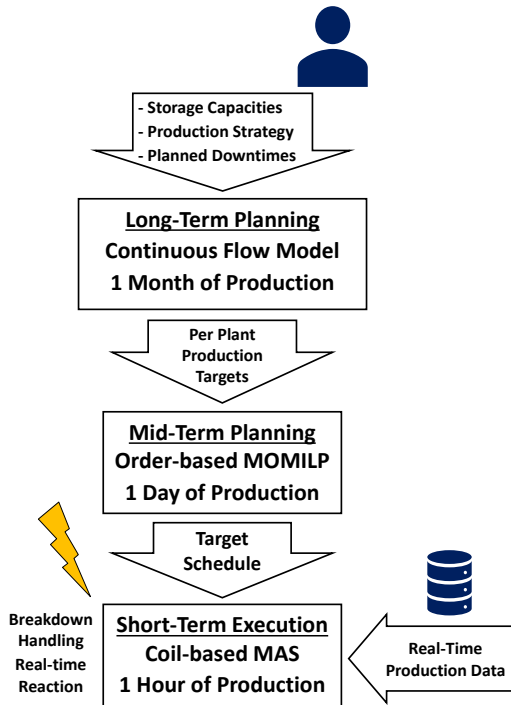 - Storage Capacities
- Production Strategy
- Planned Downtimes
Long-Term Planning
Continuous Flow Model
1 Month of Production
Per Plant
Production
Targets
Mid-Term Planning
Order-based MOMILP
1 Day of Production
Target
Schedule
Breakdown
Handling
Real-time
Reaction
Short-Term Execution
Coil-based MAS
1 Hour of Production
Real-Time
Production Data